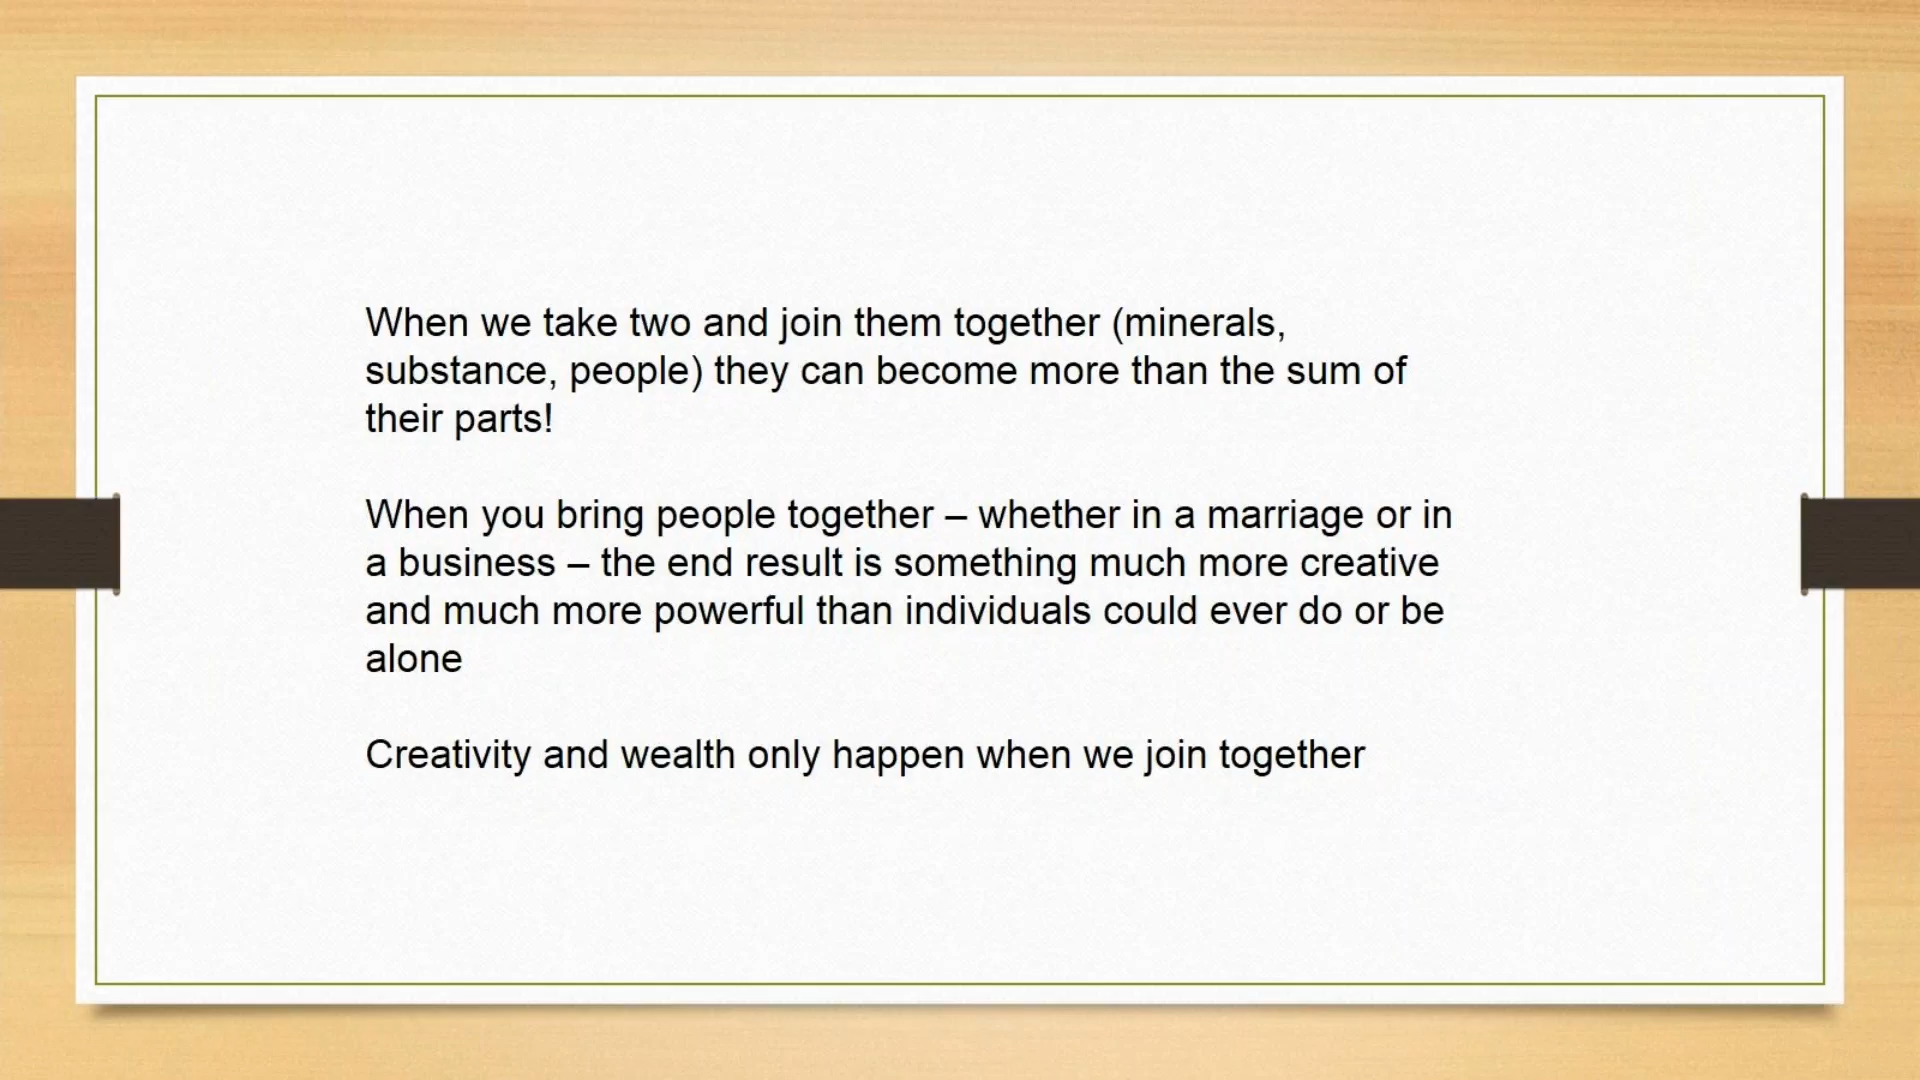 When we take two and join them together (minerals,
substance, people) they can become more than the sum of
their parts!
When you bring people together – whether in a marriage or in
a business – the end result is something much more creative
and much more powerful than individuals could ever do or be
alone
Creativity and wealth only happen when we join together